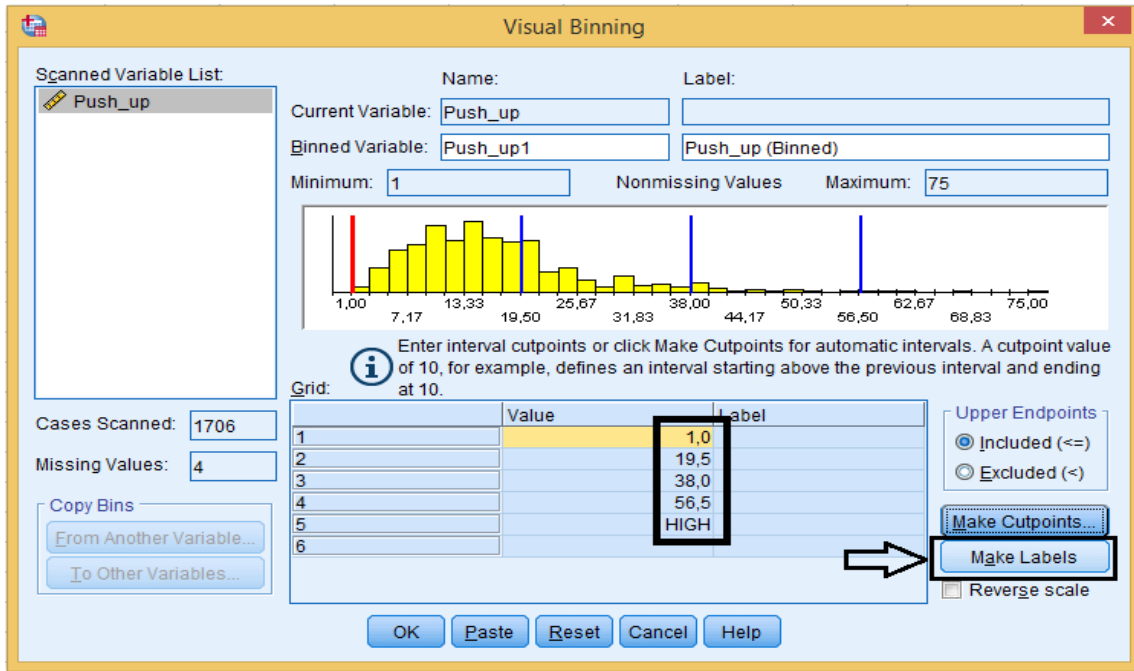 Visual Binning
Scanned Variable List:
Push_up
Name:
Label:
Current Variable:
Push_up
Binned Variable:
Push_up1
Push_up (Binned)
Minimum:
1
Nonmissing Values
Maximum:
75
1,00
13,33
25,67
38,00
50,33
62,67
75,00
7,17
19,50
31,83
44,17
56,50
68,83
Enter interval cutpoints or click Make Cutpoints for automatic intervals. A cutpoint value
of 10, for example, defines an interval starting above the previous interval and ending
at 10.
Grid:
Value
Label
1
1,0
2
19,5
3
38,0
4
56,5
5
HIGH
6
Cases Scanned:
1706
Missing Values:
4
Copy Bins
From Another Variable...
To Other Variables...
Upper Endpoints
Included (<=)
Excluded (<)
Make Cutpoints...
Make Labels
Reverse scale
OK
Paste
Reset
Cancel
Help